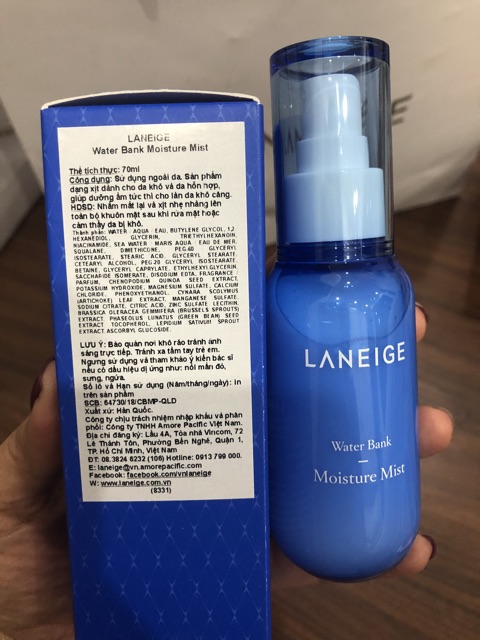 LANEIGE
Water Bank Moisture Mist
Thể tích thực: 70ml
Công dụng: Sử dụng ngoài da. Sản phẩm
dạng xịt dành cho da khô và da hỗn hợp,
giúp dưỡng ẩm tức thì cho làn da khô căng.
HDSD: Nhắm mắt lại và xịt nhẹ nhàng lên
toàn bộ khuôn mặt sau khi rửa mặt hoặc
cảm thấy da bị khô.
Thành phần: WATER / AQUA / EAU, BUTYLENE GLYCOL, 1,2
HEXANEDIOL, GLYCERIN, TRIETHYLHEXANOIN,
NIACINAMIDE, SEA WATER / MARIS AQUA / EAU DE MER,
SQUALANE, DIMETHICONE, PEG-60 GLYCERYL
ISOSTEARATE, STEARIC ACID, GLYCERYL STEARATE,
CETEARYL ALCOHOL, PEG-20 GLYCERYL ISOSTEARATE,
BETAINE, GLYCERYL CAPRYLATE, ETHYLHEXYLGLYCERIN,
SACCHARIDE ISOMERATE, DISODIUM EDTA, FRAGRANCE /
PARFUM, CHENOPODIUM QUINOA SEED EXTRACT,
POTASSIUM HYDROXIDE, MAGNESIUM SULFATE, CALCIUM
CHLORIDE, PHENOXYETHANOL, CYNARA SCOLYMUS
(ARTICHOKE) LEAF EXTRACT, MANGANESE SULFATE,
SODIUM CITRATE, CITRIC ACID, ZINC SULFATE, LECITHIN,
BRASSICA OLERACEA GEMMIFERA (BRUSSELS SPROUTS)
EXTRACT, PHASEOLUS LUNATUS (GREEN BEAN) SEED
EXTRACT, TOCOPHEROL, LEPIDIUM SATIVUM SPROUT
EXTRACT, ASCORBYL GLUCOSIDE.
LƯU Ý: Bảo quản nơi khô ráo tránh ánh
sáng trực tiếp. Tránh xa tầm tay trẻ em.
Ngưng sử dụng và tham khảo ý kiến bác sĩ
nếu có dấu hiệu dị ứng như: nổi mẩn đỏ,
sưng, ngứa.
Số lô và Hạn sử dụng (Năm/tháng/ngày): in
trên sản phẩm
SCB: 64730/18/CBMP-QLD
Xuất xứ: Hàn Quốc.
Công ty chịu trách nhiệm nhập khẩu và phân
phối: Công ty TNHH Amore Pacific Việt Nam.
Địa chỉ đăng ký: Lầu 4A, Tòa nhà Vincom, 72
Lê Thánh Tôn, Phường Bến Nghé, Quận 1,
TP. Hồ Chí Minh, Việt Nam
ĐT: 08.3824 6232 (106) Hotline: 0913 799 000.
E: laneige@vn.amorepacific.com
Facebook: facebook.com/vnlaneige
W: www.laneige.com.vn
(8331)
LANEIGE
Water Bank
Moisture Mist